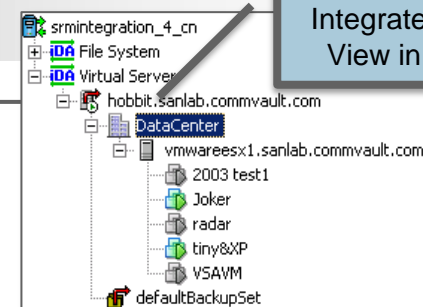 Integrate
View in
srmintegration_4_cn
iDA File System
iDA Virtual Server
hobbit.sanlab.commvault.com
DataCenter
vmwareesx1.sanlab.commvault.com
2003 test1
Joker
radar
tiny&XP
VSAVM
defaultBackupSet